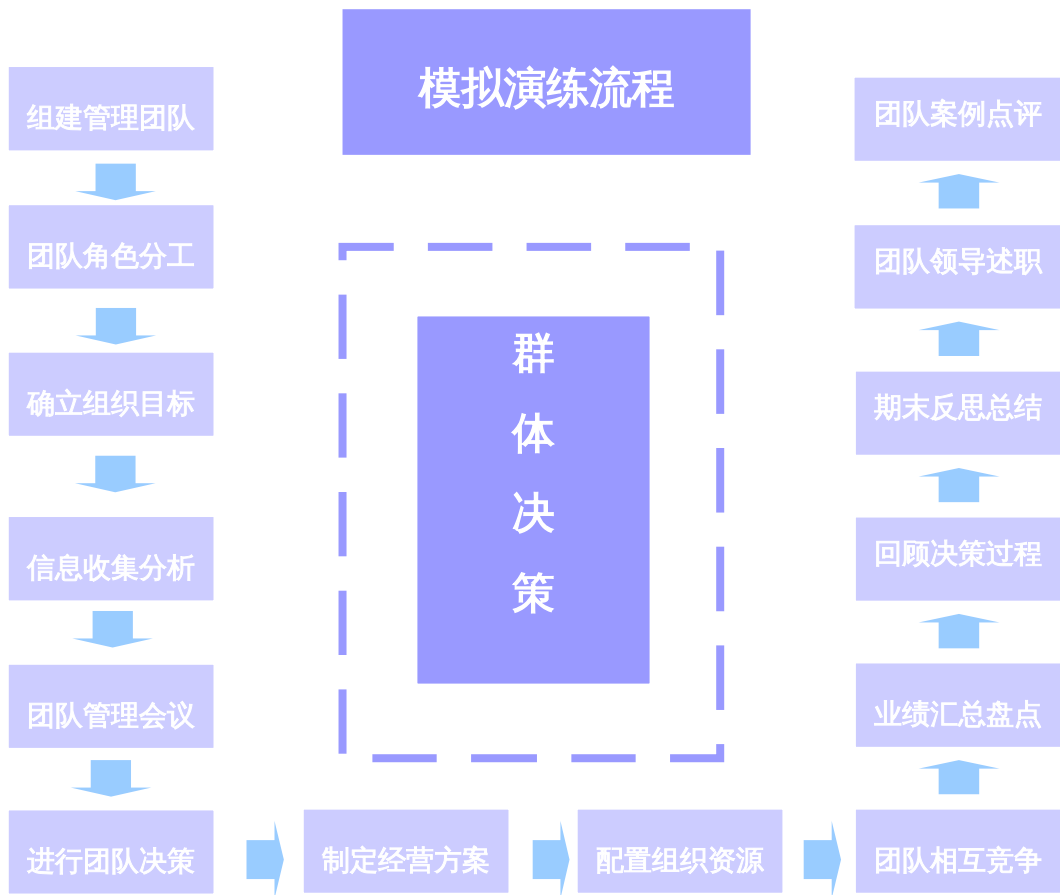 模拟演练流程
组建管理团队
团队角色分工
确立组织目标
信息收集分析
团队管理会议
进行团队决策
制定经营方案
配置组织资源
团队相互竞争
业绩汇总盘点
回顾决策过程
期末反思总结
团队领导述职
团队案例点评
群
体
决
策